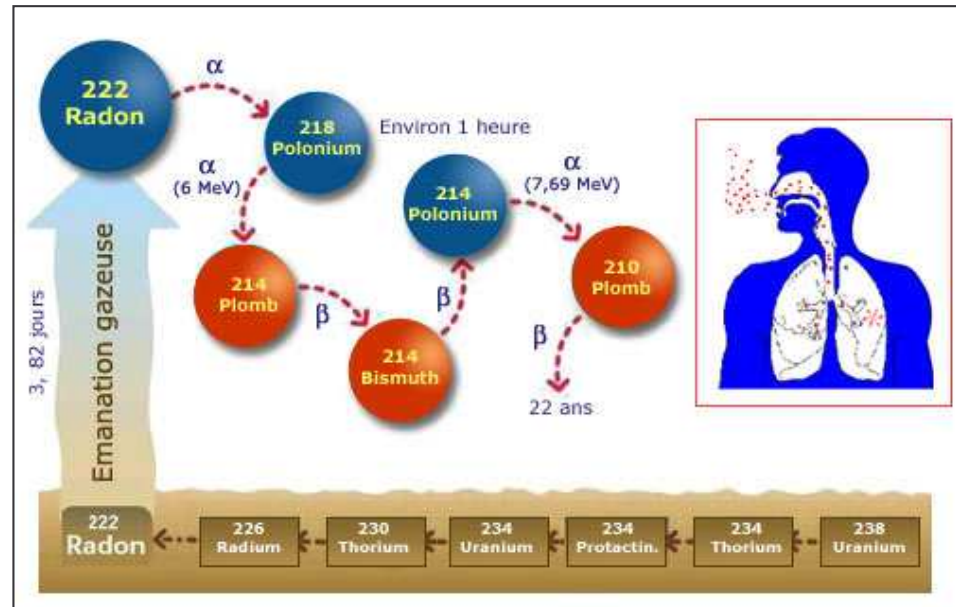 222
Radon
α
218
Polonium
Environ 1 heure
α
(6 MeV)
214
Plomb
β
214
Bismuth
β
214
Polonium
α
(7,69 MeV)
210
Plomb
β
22 ans
3, 82 jours
Emanation gazeuse
222
Radon
226
Radium
230
Thorium
234
Uranium
234
Protactin.
234
Thorium
238
Uranium